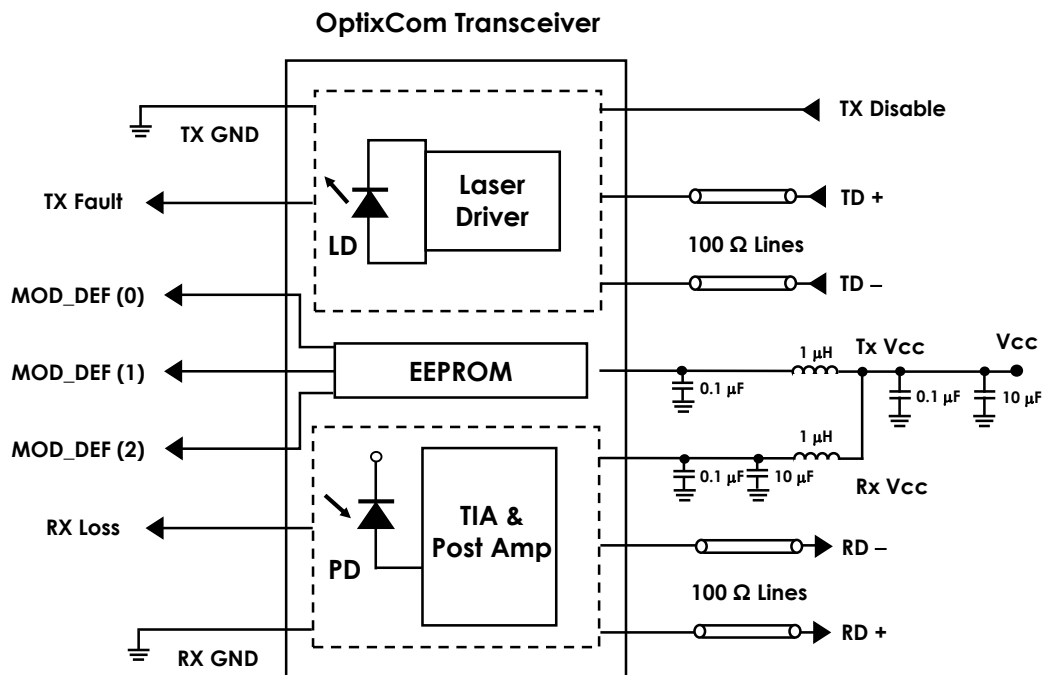 OptixCom Transceiver
TX GND
TX Disable
TX Fault
LD
Laser
Driver
TD +
100 Ω Lines
TD –
MOD_DEF (0)
MOD_DEF (1)
MOD_DEF (2)
EEPROM
1 µH
Tx Vcc
Vcc
0.1 µF
0.1 µF
10 µF
1 µH
0.1 µF
10 µF
Rx Vcc
RX Loss
PD
TIA &
Post Amp
RD –
100 Ω Lines
RD +
RX GND